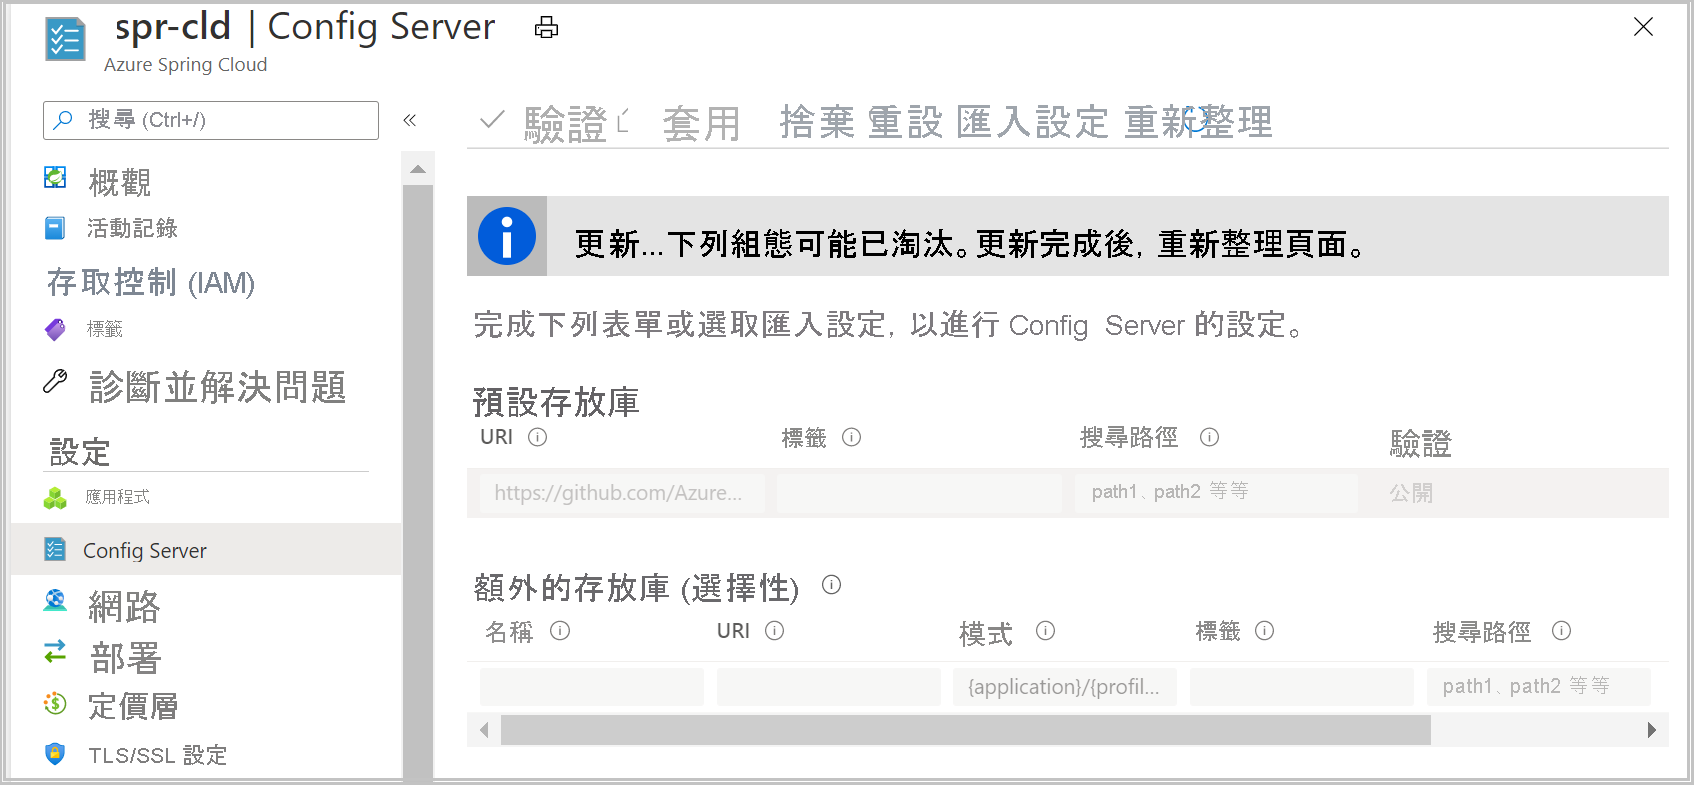 spr-cld | Config Server
Azure Spring Cloud
搜尋 (Ctrl+/)
«
概觀
活動記錄
存取控制 (IAM)
標籤
診斷並解決問題
設定
應用程式
Config Server
網路
部署
定價層
TLS/SSL 設定
驗證 套用 捨棄 重設 匯入設定 重新整理
更新...下列組態可能已淘汰。更新完成後，重新整理頁面。
完成下列表單或選取匯入設定，以進行 Config Server 的設定。
預設存放庫
URI 標籤 搜尋路徑 驗證
https://github.com/Azure... path1、path2 等等 公開
額外的存放庫 (選擇性)
名稱 URI 模式 標籤 搜尋路徑
{application}/{profil... path1、path2 等等